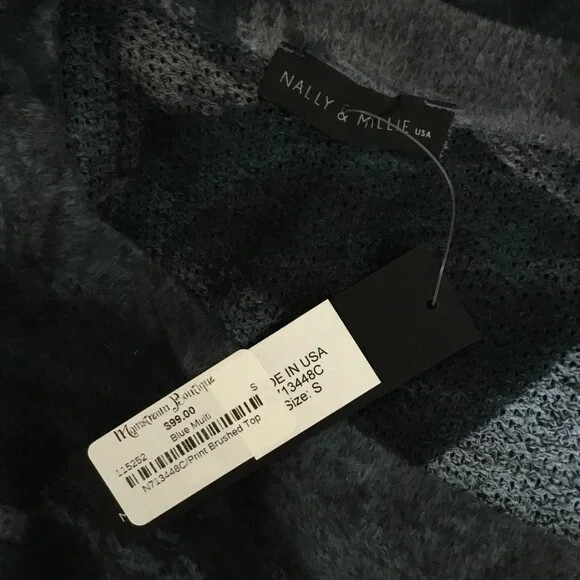 NALLY & MILLIE USA
DE IN USA
713448C
Size: S
Mainstream Boutique
$99.00
S
Blue Multi
115252
N713448C/Print Brushed Top
N